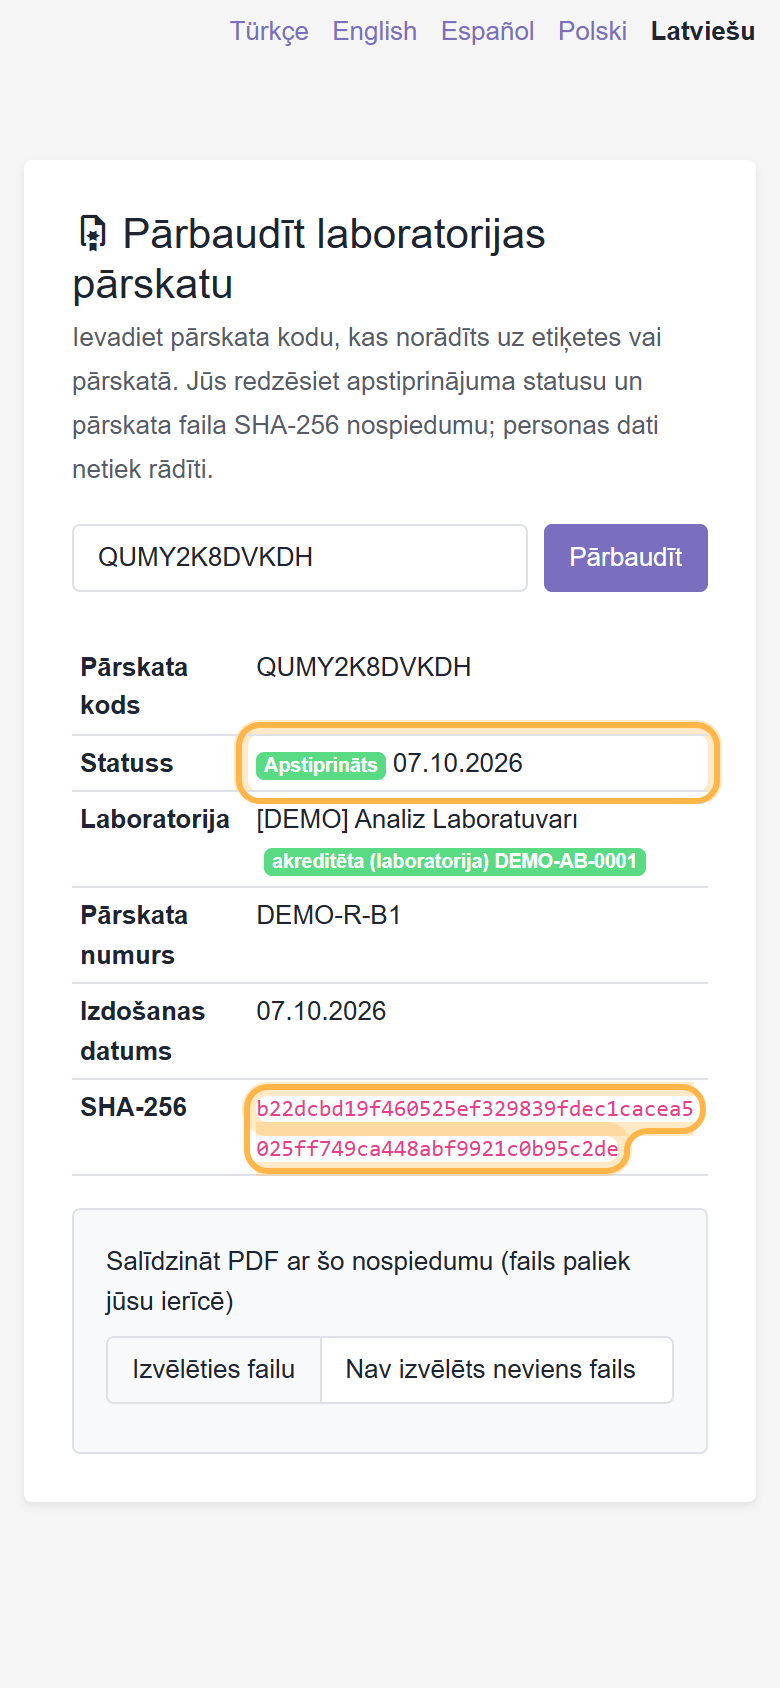 Türkçe English Español Polski Latviešu
Pārbaudīt laboratorijas
pārskatu
Ievadiet pārskata kodu, kas norādīts uz etiķetes vai
pārskatā. Jūs redzēsiet apstiprinājuma statusu un
pārskata faila SHA-256 nospiedumu; personas dati
netiek rādīti.
QUMY2K8DVKDH Pārbaudīt
Pārskata kods QUMY2K8DVKDH
Statuss Apstiprināts 07.10.2026
Laboratorija [DEMO] Analiz Laboratuvarı
akreditēta (laboratorija) DEMO-AB-0001
Pārskata numurs DEMO-R-B1
Izdošanas datums 07.10.2026
SHA-256 b22dcbd19f460525ef329839fdec1cacea5
025ff749ca448abf9921c0b95c2de
Salīdzināt PDF ar šo nospiedumu (fails paliek
jūsu ierīcē)
Izvēlēties failu Nav izvēlēts neviens fails